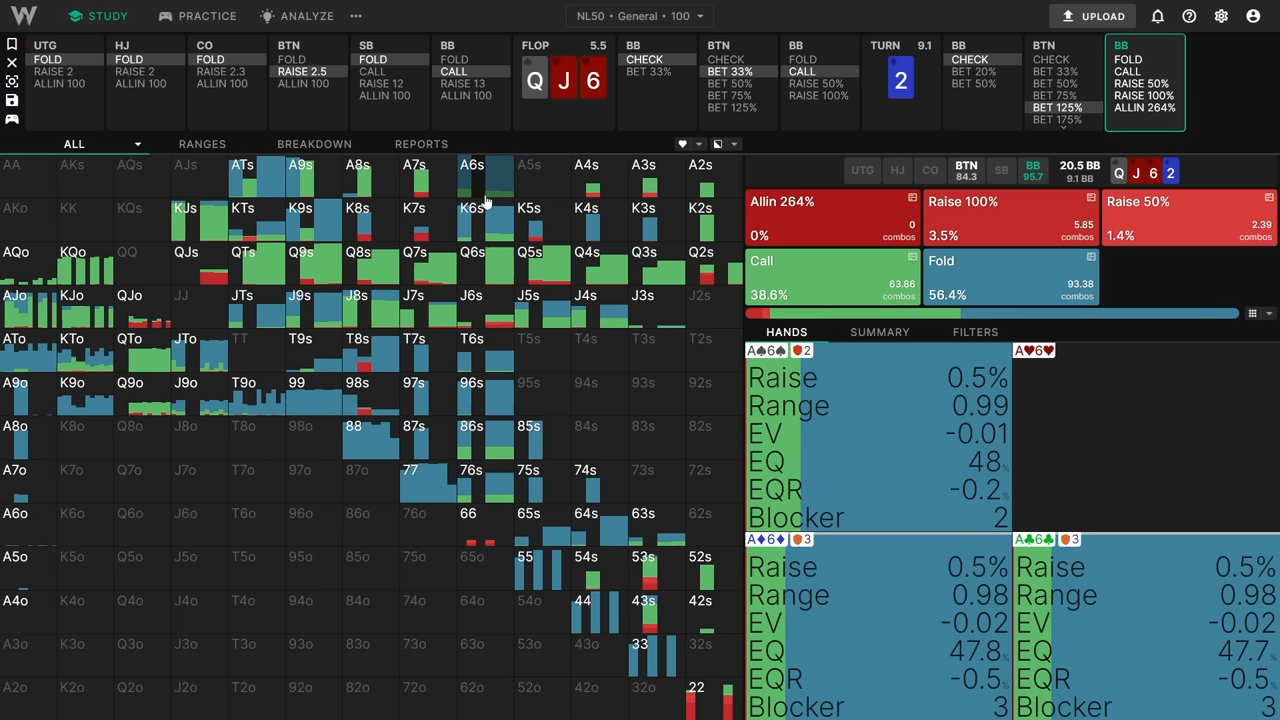 W STUDY PRACTICE ANALYZE ••• NL50 • General • 100 UPLOAD
UTG
FOLD
RAISE 2
ALLIN 100
HJ
FOLD
RAISE 2
ALLIN 100
CO
FOLD
RAISE 2.3
ALLIN 100
BTN
FOLD
RAISE 2.5
ALLIN 100
SB
FOLD
CALL
RAISE 12
ALLIN 100
BB
FOLD
CALL
RAISE 13
ALLIN 100
FLOP 5.5
Q J 6
BB
CHECK
BET 33%
BTN
CHECK
BET 33%
BET 50%
BET 75%
BET 125%
BB
FOLD
CALL
RAISE 50%
RAISE 100%
TURN 9.1
2
BB
CHECK
BET 20%
BET 50%
BTN
CHECK
BET 33%
BET 50%
BET 75%
BET 125%
BET 175%
BB
FOLD
CALL
RAISE 50%
RAISE 100%
ALLIN 264%
ALL RANGES BREAKDOWN REPORTS
AA AKs AQs AJs ATs A9s A8s A7s A6s A5s A4s A3s A2s
AKo KK KQs KJs KTs K9s K8s K7s K6s K5s K4s K3s K2s
AQo KQo QQ QJs QTs Q9s Q8s Q7s Q6s Q5s Q4s Q3s Q2s
AJo KJo QJo JJ JTs J9s J8s J7s J6s J5s J4s J3s J2s
ATo KTo QTo JTo TT T9s T8s T7s T6s T5s T4s T3s T2s
A9o K9o Q9o J9o T9o 99 98s 97s 96s 95s 94s 93s 92s
A8o K8o Q8o J8o T8o 98o 88 87s 86s 85s 84s 83s 82s
A7o K7o Q7o J7o T7o 97o 87o 77 76s 75s 74s 73s 72s
A6o K6o Q6o J6o T6o 96o 86o 76o 66 65s 64s 63s 62s
A5o K5o Q5o J5o T5o 95o 85o 75o 65o 55 54s 53s 52s
A4o K4o Q4o J4o T4o 94o 84o 74o 64o 54o 44 43s 42s
A3o K3o Q3o J3o T3o 93o 83o 73o 63o 53o 43o 33 32s
A2o K2o Q2o J2o T2o 92o 82o 72o 62o 52o 42o 32o 22
UTG HJ CO BTN 84.3 SB BB 95.7 20.5 BB 9.1 BB Q J 6 2
Allin 264%
0% 0 combos
Raise 100%
3.5% 5.85 combos
Raise 50%
1.4% 2.39 combos
Call
38.6% 63.86 combos
Fold
56.4% 93.38 combos
HANDS SUMMARY FILTERS
A♠6♠ 2
Raise 0.5%
Range 0.99
EV -0.01
EQ 48%
EQR -0.2%
Blocker 2
A♥6♥
A♦6♦ 3
Raise 0.5%
Range 0.98
EV -0.02
EQ 47.8%
EQR -0.5%
Blocker 3
A♣6♣ 3
Raise 0.5%
Range 0.98
EV -0.02
EQ 47.7%
EQR -0.5%
Blocker 3